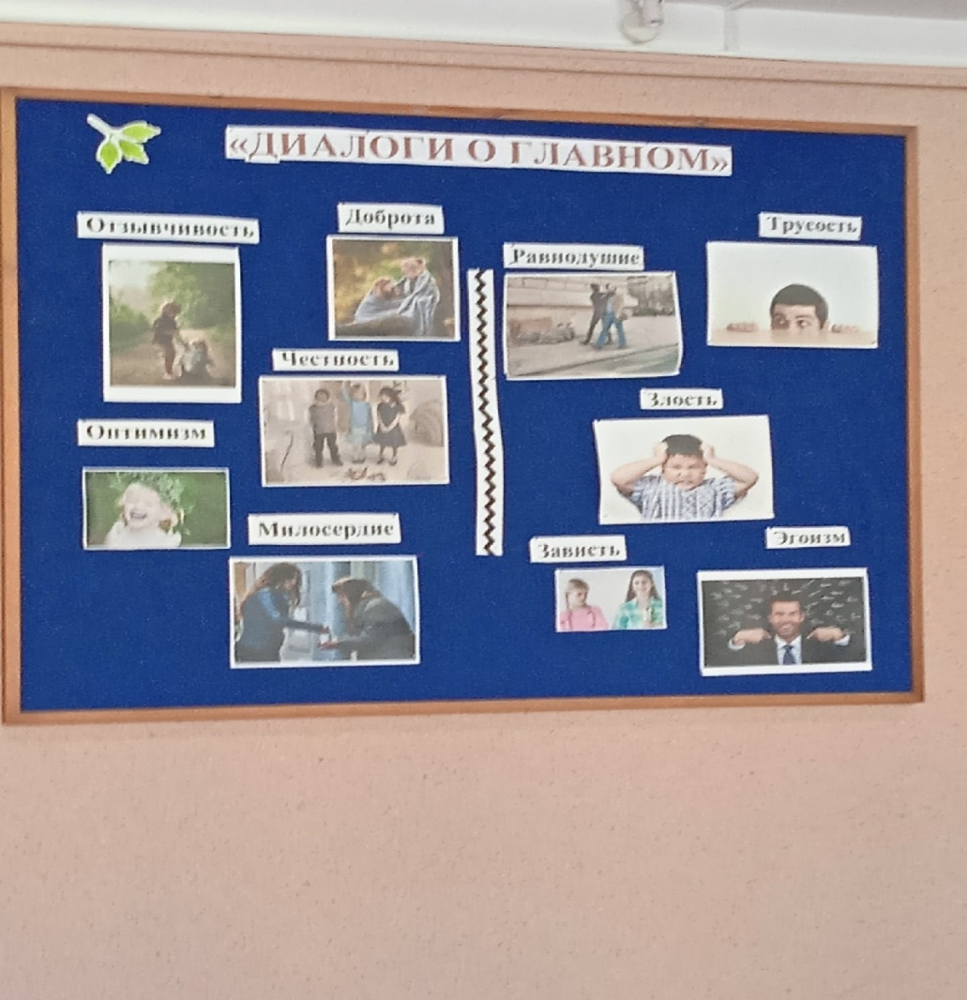 «ДИАЛОГИ О ГЛАВНОМ»
Отзывчивость
Доброта
Честность
Оптимизм
Милосердие
Равнодушие
Трусость
Злость
Зависть
Эгоизм